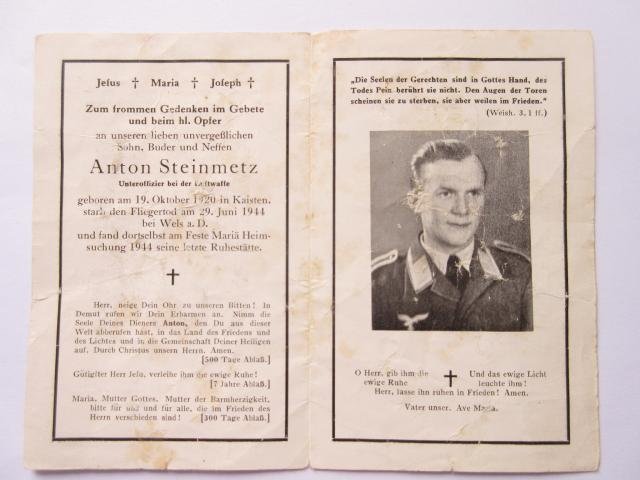 Jesus † Maria † Joseph †
Zum frommen Gedenken im Gebete
und beim hl. Opfer
an unseren lieben unvergeßlichen
Sohn, Buder und Neffen
Anton Steinmetz
Unteroffizier bei der Luftwaffe
geboren am 19. Oktober 1920 in Kaisten,
starb den Fliegertod am 29. Juni 1944
bei Wels a. D.
und fand dortselbst am Feste Mariä Heim-
suchung 1944 seine letzte Ruhestätte.
†
Herr, neige Dein Ohr zu unseren Bitten! In
Demut rufen wir Dein Erbarmen an. Nimm die
Seele Deines Dieners Anton, den Du aus dieser
Welt abberufen hast, in das Land des Friedens und
des Lichtes und in die Gemeinschaft Deiner Heiligen
auf. Durch Christus unsern Herrn. Amen.
[500 Tage Ablaß.]
Gütigster Herr Jesu, verleihe ihm die ewige Ruhe!
[7 Jahre Ablaß.]
Maria, Mutter Gottes, Mutter der Barmherzigkeit,
bitte für uns und für alle, die im Frieden des
Herrn verschieden sind! [300 Tage Ablaß.]
„Die Seelen der Gerechten sind in Gottes Hand, des
Todes Pein berührt sie nicht. Den Augen der Toren
scheinen sie zu sterben, sie aber weilen im Frieden."
(Weish. 3, 1 ff.)
O Herr, gib ihm die ewige Ruhe † Und das ewige Licht leuchte ihm!
Herr, lasse ihn ruhen in Frieden! Amen.
Vater unser. Ave Maria.